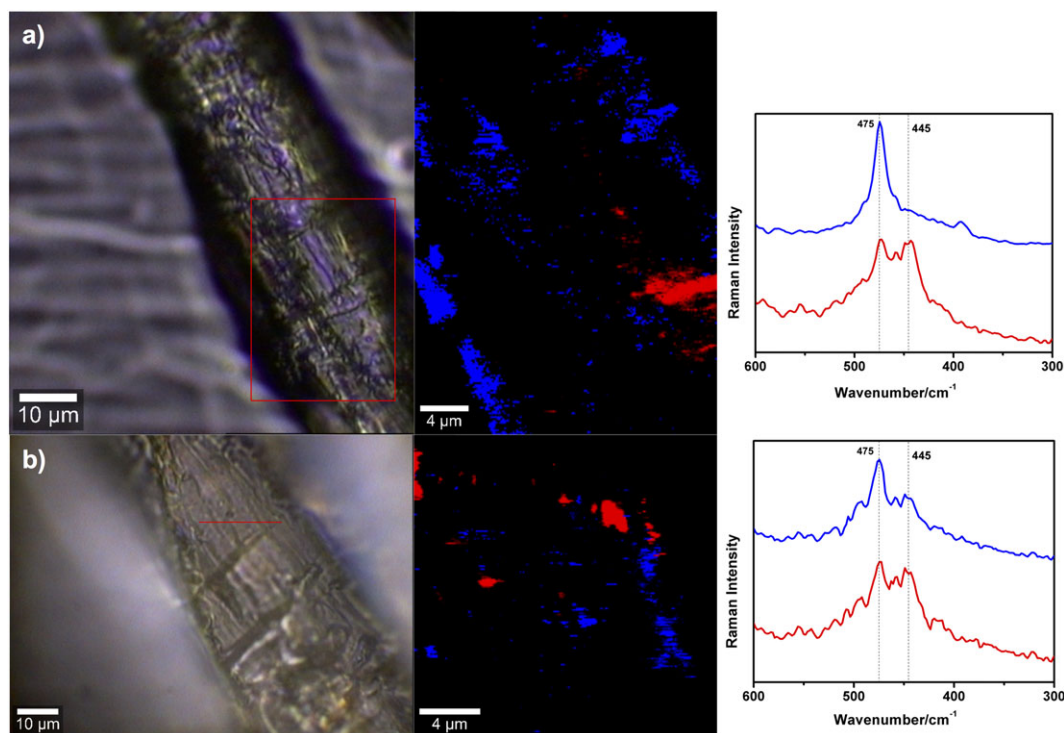 a)
10 µm
4 µm
475
445
Raman Intensity
600
500
400
300
Wavenumber/cm-1
b)
10 µm
4 µm
475
445
Raman Intensity
600
500
400
300
Wavenumber/cm-1